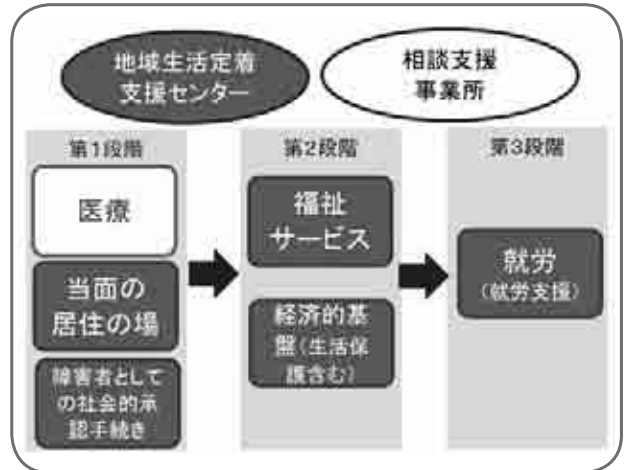 地域生活定着
支援センター
相談支援
事業所
第1段階
医療
当面の
居住の場
障害者として
の社会的承
認手続き
第2段階
福祉
サービス
経済的基
盤(生活保
護含む)
第3段階
就労
(就労支援)